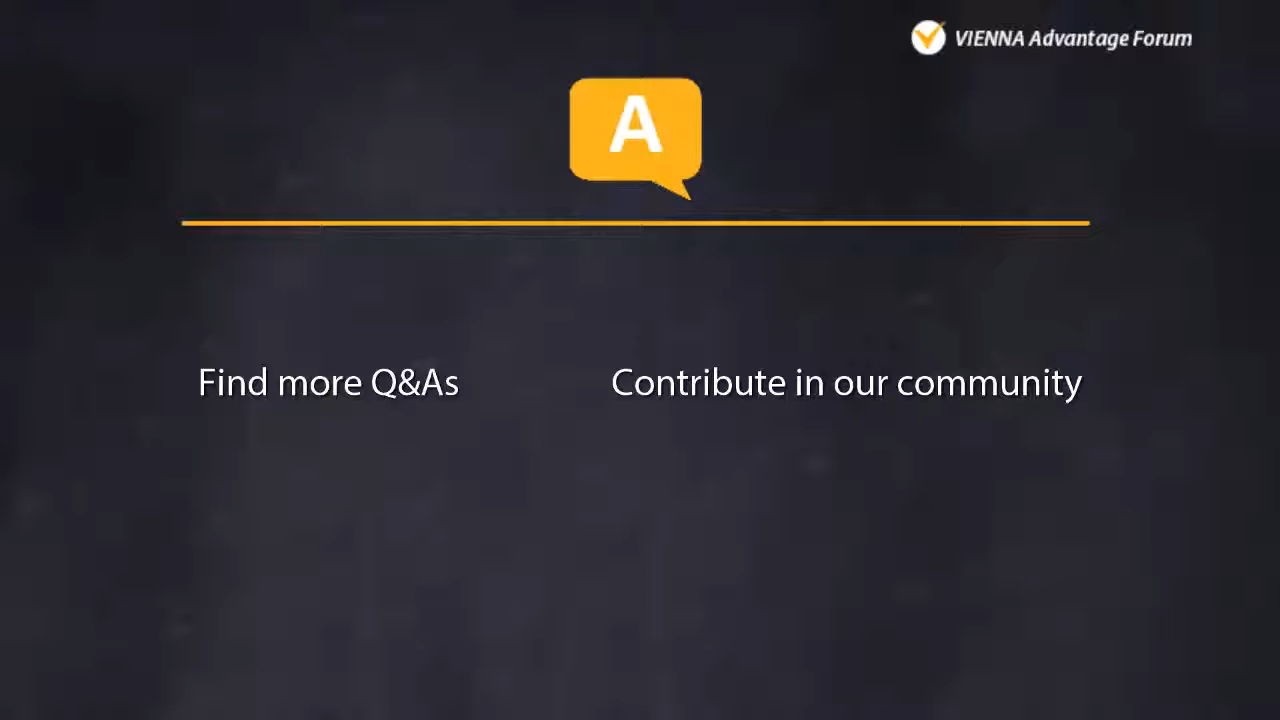 VIENNA Advantage Forum
A
Find more Q&As
Contribute in our community